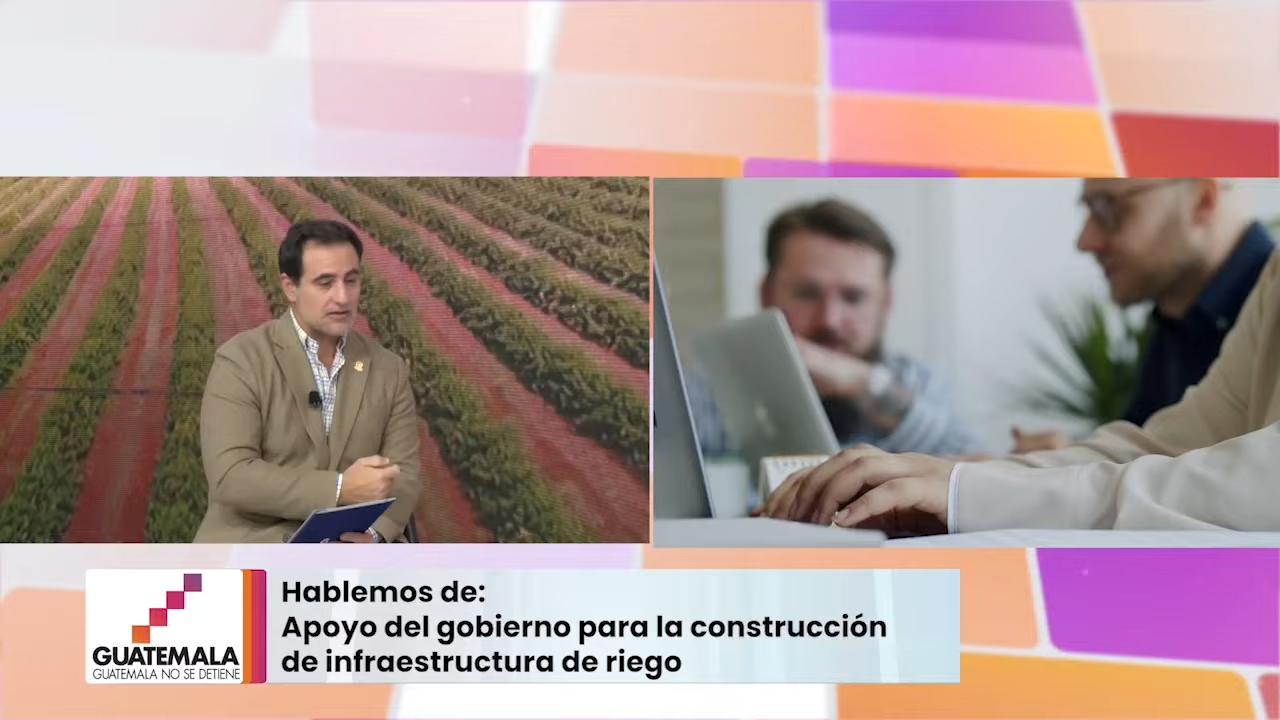 Hablemos de:
Apoyo del gobierno para la construcción
de infraestructura de riego
GUATEMALA
GUATEMALA NO SE DETIENE